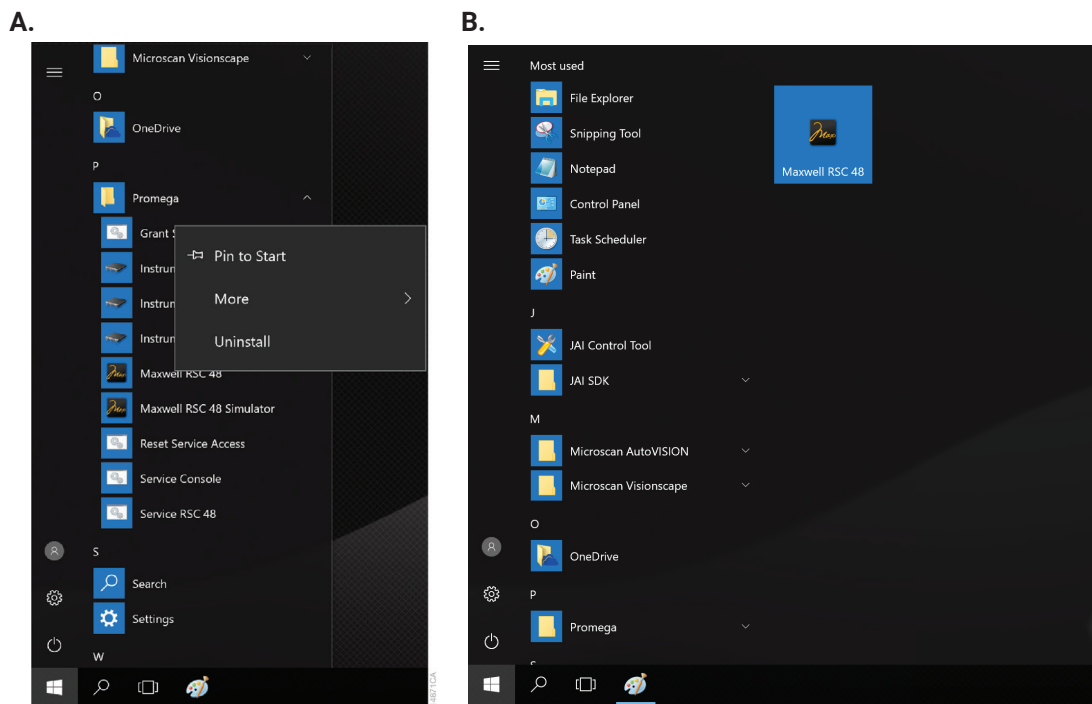 A.
Microscan Visionscape
O
OneDrive
P
Promega
Grant S
Instrun
Instrun
Instrun
Pin to Start
More
Uninstall
Maxwell RSC 48
Maxwell RSC 48 Simulator
Reset Service Access
Service Console
Service RSC 48
S
Search
Settings
W
4871CA
B.
Most used
File Explorer
Snipping Tool
Notepad
Control Panel
Task Scheduler
Paint
J
JAI Control Tool
JAI SDK
M
Microscan AutoVISION
Microscan Visionscape
O
OneDrive
P
Promega
S
Max
Maxwell RSC 48